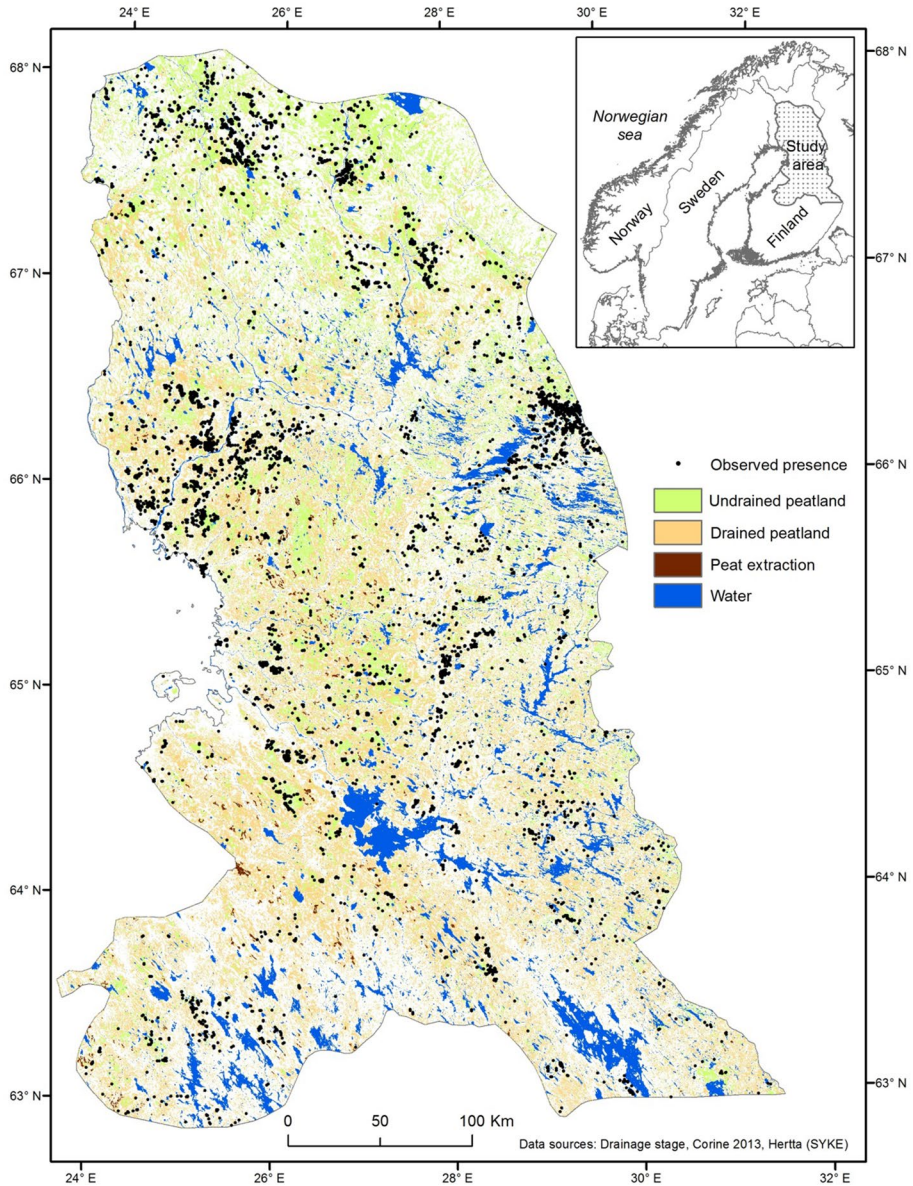 24° E 26° E 28° E 30° E 32° E
68° N 68° N
Norwegian
sea
Study
area
Sweden
Norway
Finland
67° N 67° N
66° N 66° N
Observed presence
Undrained peatland
Drained peatland
Peat extraction
Water
65° N 65° N
64° N 64° N
63° N 63° N
0 50 100 Km
Data sources: Drainage stage, Corine 2013, Hertta (SYKE)
24° E 26° E 28° E 30° E 32° E